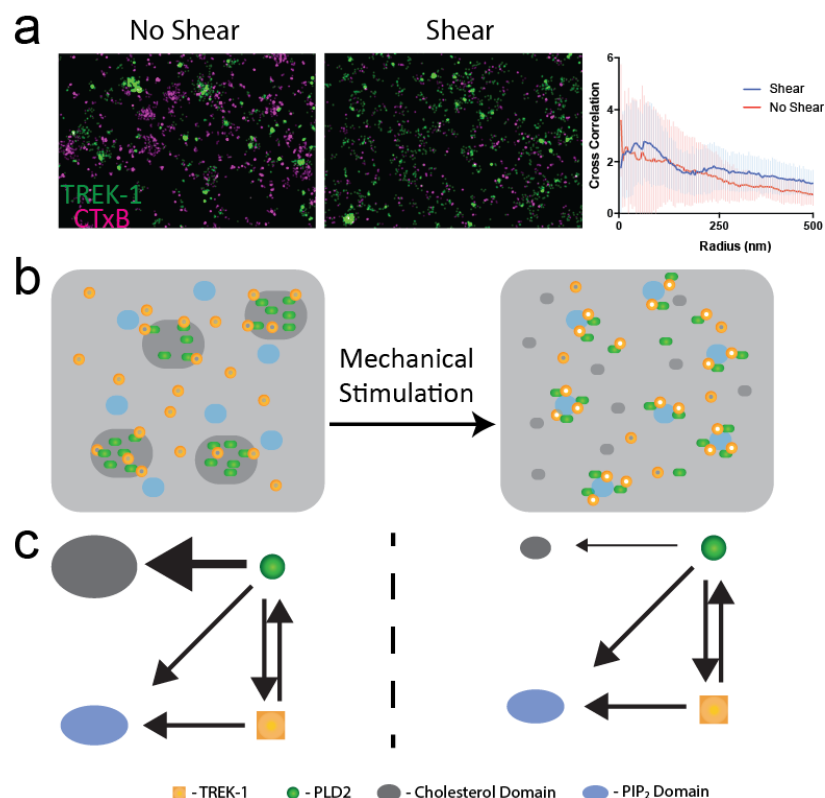 a
No Shear
Shear
TREK-1
CTxB
Cross Correlation
6
4
2
0
0
250
500
Radius (nm)
Shear
No Shear
b
Mechanical
Stimulation
c
- TREK-1
- PLD2
- Cholesterol Domain
- PIP₂ Domain